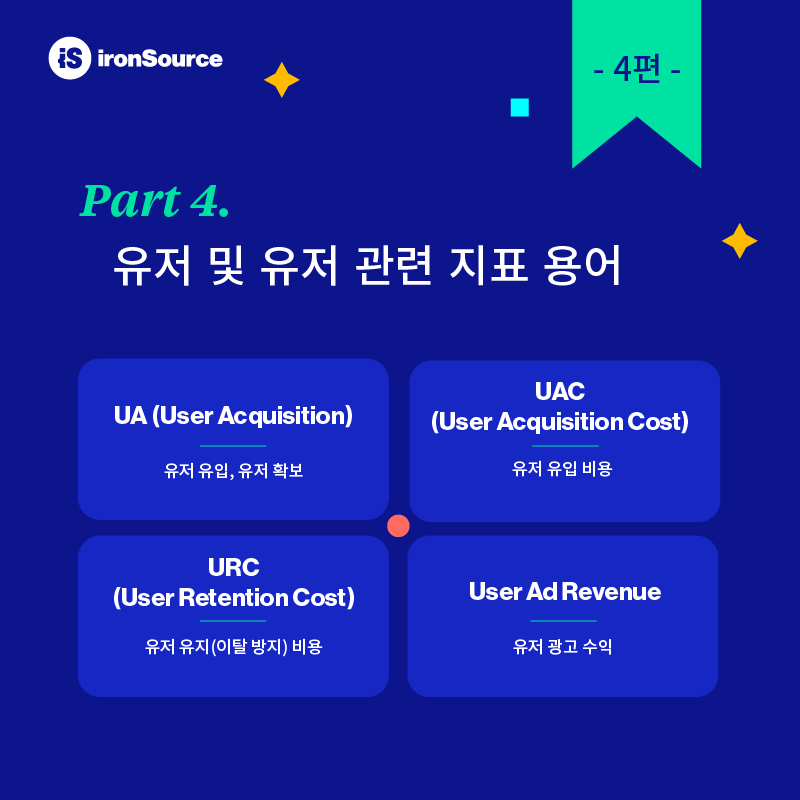 iS ironSource
- 4편 -
Part 4.
유저 및 유저 관련 지표 용어
UA (User Acquisition)
유저 유입, 유저 확보
UAC
(User Acquisition Cost)
유저 유입 비용
URC
(User Retention Cost)
유저 유지(이탈 방지) 비용
User Ad Revenue
유저 광고 수익